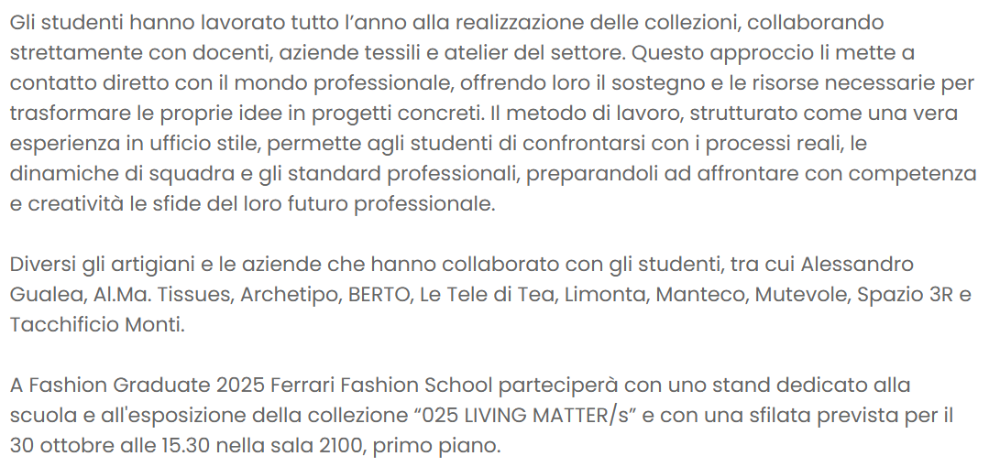 Gli studenti hanno lavorato tutto l’anno alla realizzazione delle collezioni, collaborando
strettamente con docenti, aziende tessili e atelier del settore. Questo approccio li mette a
contatto diretto con il mondo professionale, offrendo loro il sostegno e le risorse necessarie per
trasformare le proprie idee in progetti concreti. Il metodo di lavoro, strutturato come una vera
esperienza in ufficio stile, permette agli studenti di confrontarsi con i processi reali, le
dinamiche di squadra e gli standard professionali, preparandoli ad affrontare con competenza
e creatività le sfide del loro futuro professionale.

Diversi gli artigiani e le aziende che hanno collaborato con gli studenti, tra cui Alessandro
Gualea, Al.Ma. Tissues, Archetipo, BERTO, Le Tele di Tea, Limonta, Manteco, Mutevole, Spazio 3R e
Tacchificio Monti.

A Fashion Graduate 2025 Ferrari Fashion School parteciperà con uno stand dedicato alla
scuola e all'esposizione della collezione “025 LIVING MATTER/s” e con una sfilata prevista per il
30 ottobre alle 15.30 nella sala 2100, primo piano.